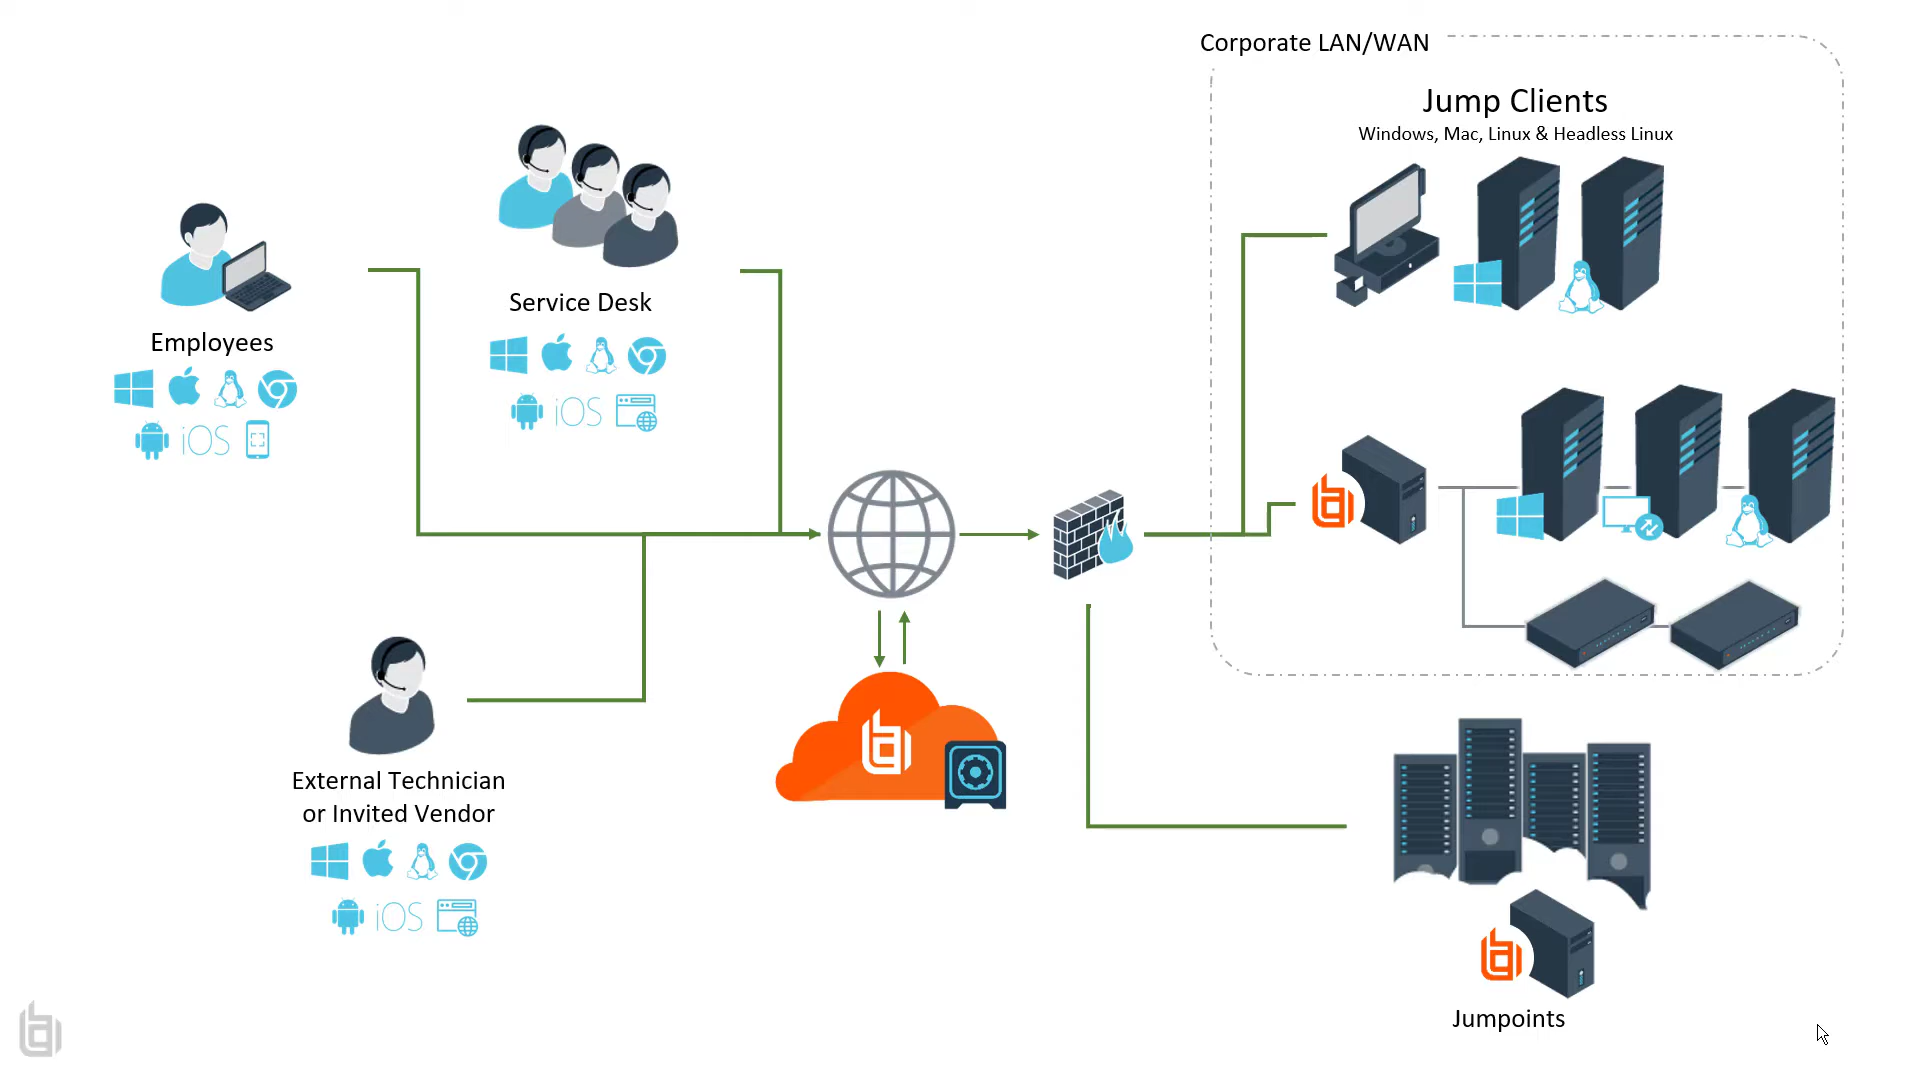 Corporate LAN/WAN
Jump Clients
Windows, Mac, Linux & Headless Linux
Service Desk
iOS
Employees
iOS
External Technician
or Invited Vendor
iOS
Jumpoints